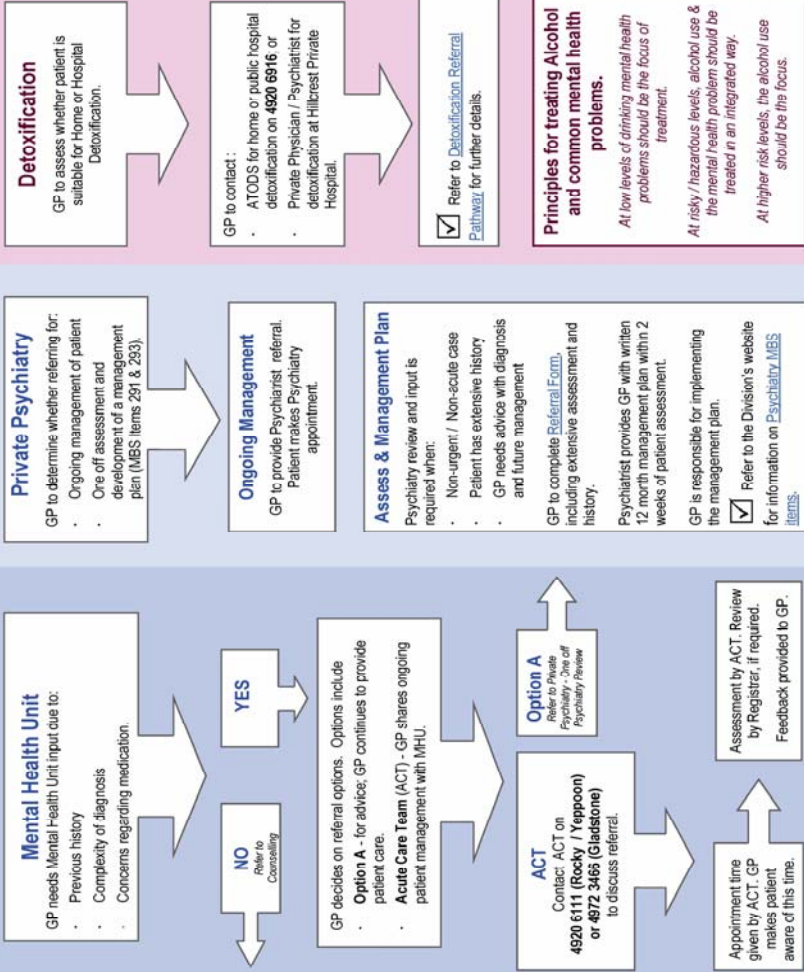 Mental Health Unit
GP needs Mental Health Unit input due to:
· Previous history
· Complexity of diagnosis
· Concerns regarding medication.
NO
Refer to
Counselling
YES
GP decides on referral options. Options include
· Option A - for advice; GP continues to provide
patient care.
· Acute Care Team (ACT) - GP shares ongoing
patient management with MHU.
ACT
Contact ACT on
4920 6111 (Rocky / Yeppoon)
or 4972 3466 (Gladstone)
to discuss referral.
Option A
Refer to Private
Psychiatry - One off
Psychiatry Review
Appointment time
given by ACT. GP
makes patient
aware of this time.
Assessment by ACT. Review
by Registrar, if required.
Feedback provided to GP.
Private Psychiatry
GP to determine whether referring for:
· Ongoing management of patient
· One off assessment and
development of a management
plan (MBS Items 291 & 293).
Ongoing Management
GP to provide Psychiatrist referral.
Patient makes Psychiatry
appointment.
Assess & Management Plan
Psychiatry review and input is
required when:
· Non-urgent / Non-acute case
· Patient has extensive history
· GP needs advice with diagnosis
and future management
GP to complete Referral Form,
including extensive assessment and
history.
Psychiatrist provides GP with written
12 month management plan within 2
weeks of patient assessment.
GP is responsible for implementing
the management plan.
☑ Refer to the Division's website
for information on Psychiatry MBS
items.
Detoxification
GP to assess whether patient is
suitable for Home or Hospital
Detoxification.
GP to contact :
· ATODS for home or public hospital
detoxification on 4920 6916; or
· Private Physician / Psychiatrist for
detoxification at Hillcrest Private
Hospital.
☑ Refer to Detoxification Referral
Pathway for further details.
Principles for treating Alcohol
and common mental health
problems.
At low levels of drinking mental health
problems should be the focus of
treatment.
At risky / hazardous levels, alcohol use &
the mental health problem should be
treated in an integrated way.
At higher risk levels, the alcohol use
should be the focus.